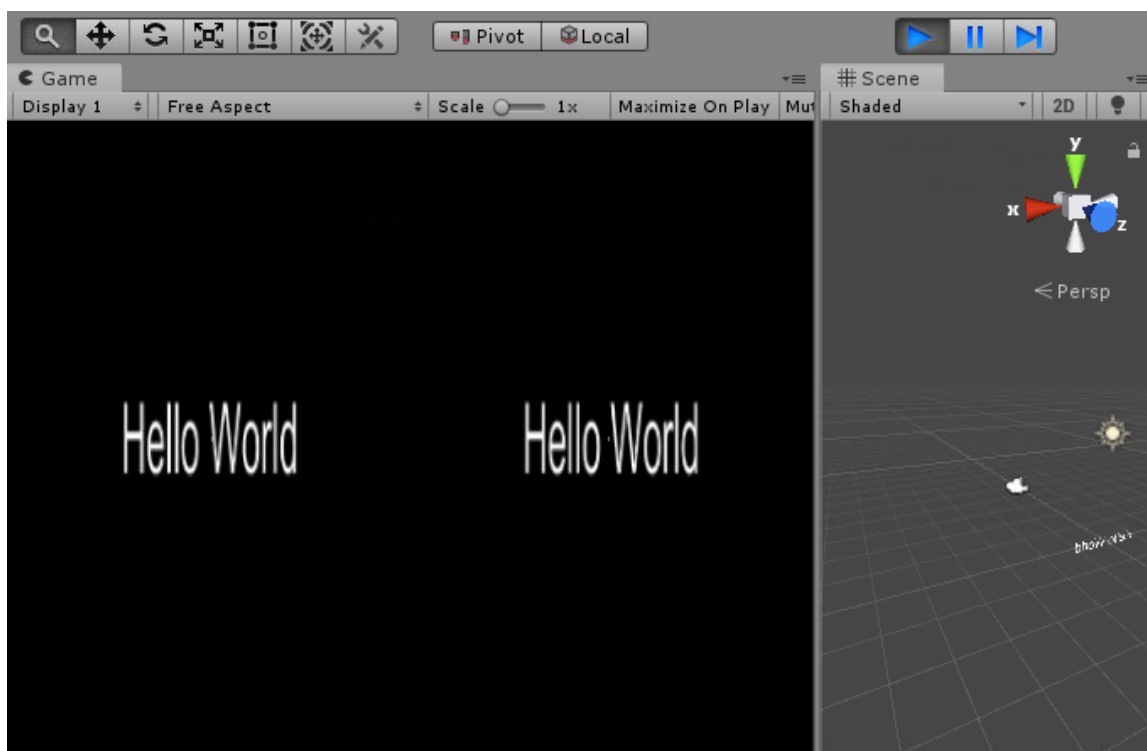 Pivot Local
Game
Scene
Display 1 Free Aspect Scale 1x Maximize On Play Mut
Shaded 2D
y
x
z
Persp
Hello World Hello World